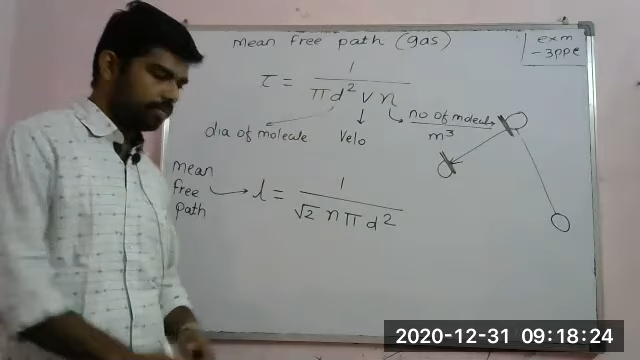 mean free path (gas)
exm
-3ppe
τ = 1 / πd² v n
dia of molecule
Velo
no of molecule / m³
mean
free
path
l = 1 / √2 n π d²
2020-12-31 09:18:24